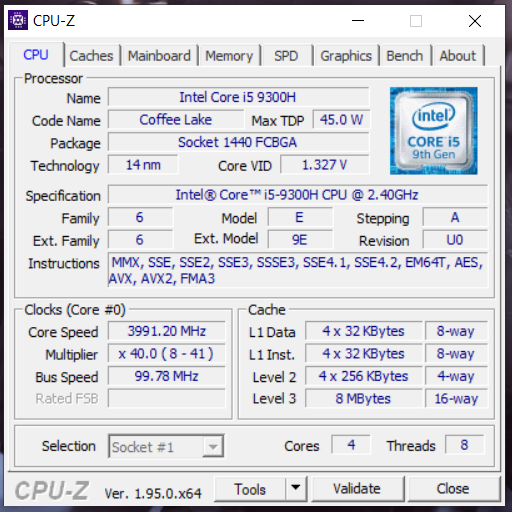 CPU-Z
CPU Caches Mainboard Memory SPD Graphics Bench About
Processor
Name Intel Core i5 9300H
Code Name Coffee Lake Max TDP 45.0 W
Package Socket 1440 FCBGA
Technology 14 nm Core VID 1.327 V
intel
CORE i5
9th Gen
Specification Intel® Core™ i5-9300H CPU @ 2.40GHz
Family 6 Model E Stepping A
Ext. Family 6 Ext. Model 9E Revision U0
Instructions MMX, SSE, SSE2, SSE3, SSSE3, SSE4.1, SSE4.2, EM64T, AES,
AVX, AVX2, FMA3
Clocks (Core #0)
Core Speed 3991.20 MHz
Multiplier x 40.0 ( 8 - 41 )
Bus Speed 99.78 MHz
Rated FSB
Cache
L1 Data 4 x 32 KBytes 8-way
L1 Inst. 4 x 32 KBytes 8-way
Level 2 4 x 256 KBytes 4-way
Level 3 8 MBytes 16-way
Selection Socket #1 Cores 4 Threads 8
CPU-Z Ver. 1.95.0.x64 Tools Validate Close